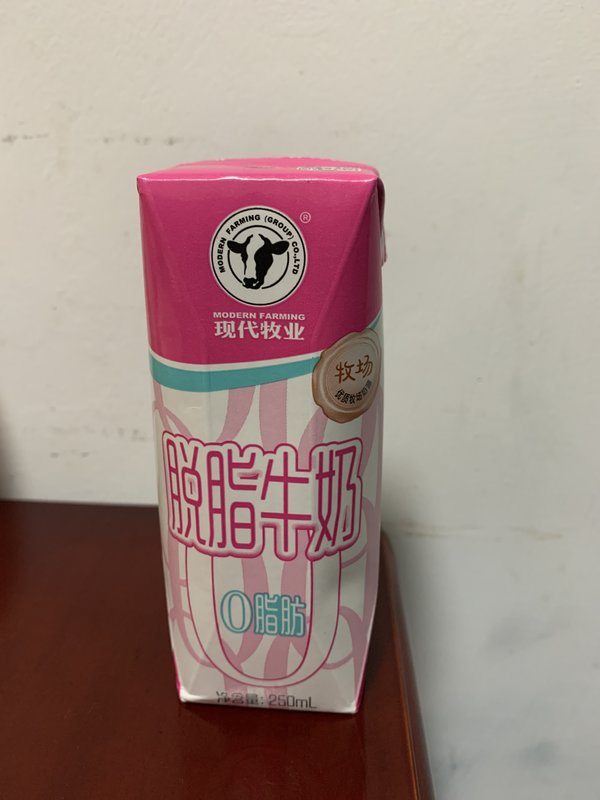 MODERN FARMING (GROUP) CO.,LTD
®
MODERN FARMING
现代牧业
牧场
脱脂牛奶
0脂肪
净含量: 250mL